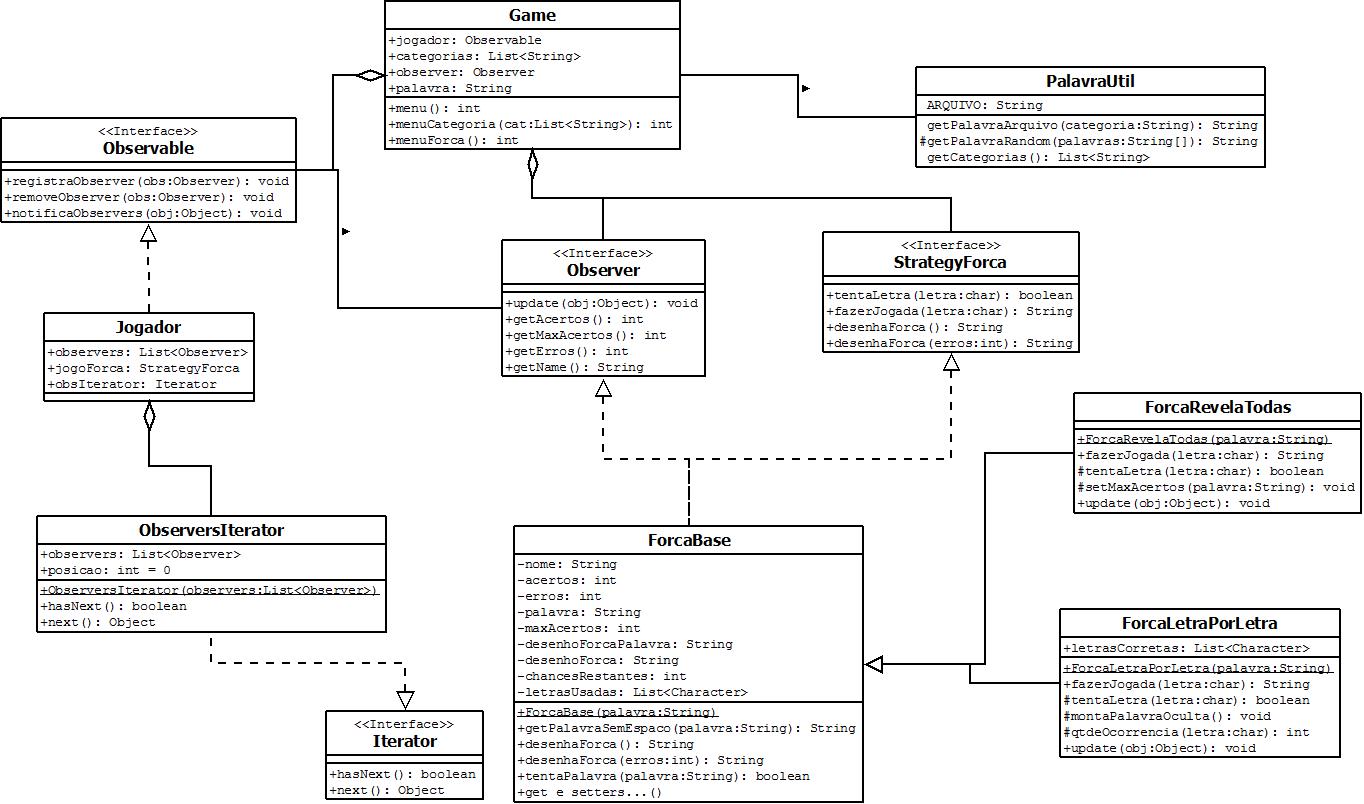 Game
+jogador: Observable
+categorias: List<String>
+observer: Observer
+palavra: String
+menu(): int
+menuCategoria(cat:List<String>): int
+menuForca(): int
PalavraUtil
ARQUIVO: String
getPalavraArquivo(categoria:String): String
#getPalavraRandom(palavras:String[]): String
getCategorias(): List<String>
<<Interface>>
Observable
+registraObserver(obs:Observer): void
+removeObserver(obs:Observer): void
+notificaObservers(obj:Object): void
<<Interface>>
Observer
+update(obj:Object): void
+getAcertos(): int
+getMaxAcertos(): int
+getErros(): int
+getName(): String
<<Interface>>
StrategyForca
+tentaLetra(letra:char): boolean
+fazerJogada(letra:char): String
+desenhaForca(): String
+desenhaForca(erros:int): String
Jogador
+observers: List<Observer>
+jogoForca: StrategyForca
+obsIterator: Iterator
ForcaRevelaTodas
+ForcaRevelaTodas(palavra:String)
+fazerJogada(letra:char): String
#tentaLetra(letra:char): boolean
#setMaxAcertos(palavra:String): void
+update(obj:Object): void
ObserversIterator
+observers: List<Observer>
+posicao: int = 0
+ObserversIterator(observers:List<Observer>)
+hasNext(): boolean
+next(): Object
ForcaBase
-nome: String
-acertos: int
-erros: int
-palavra: String
-maxAcertos: int
-desenhoForcaPalavra: String
-desenhoForca: String
-chancesRestantes: int
-letrasUsadas: List<Character>
+ForcaBase(palavra:String)
+getPalavraSemEspaco(palavra:String): String
+desenhaForca(): String
+desenhaForca(erros:int): String
+tentaPalavra(palavra:String): boolean
+get e setters...()
ForcaLetraPorLetra
+letrasCorretas: List<Character>
+ForcaLetraPorLetra(palavra:String)
+fazerJogada(letra:char): String
#tentaLetra(letra:char): boolean
#montaPalavraOculta(): void
#qtdeOcorrencia(letra:char): int
+update(obj:Object): void
<<Interface>>
Iterator
+hasNext(): boolean
+next(): Object